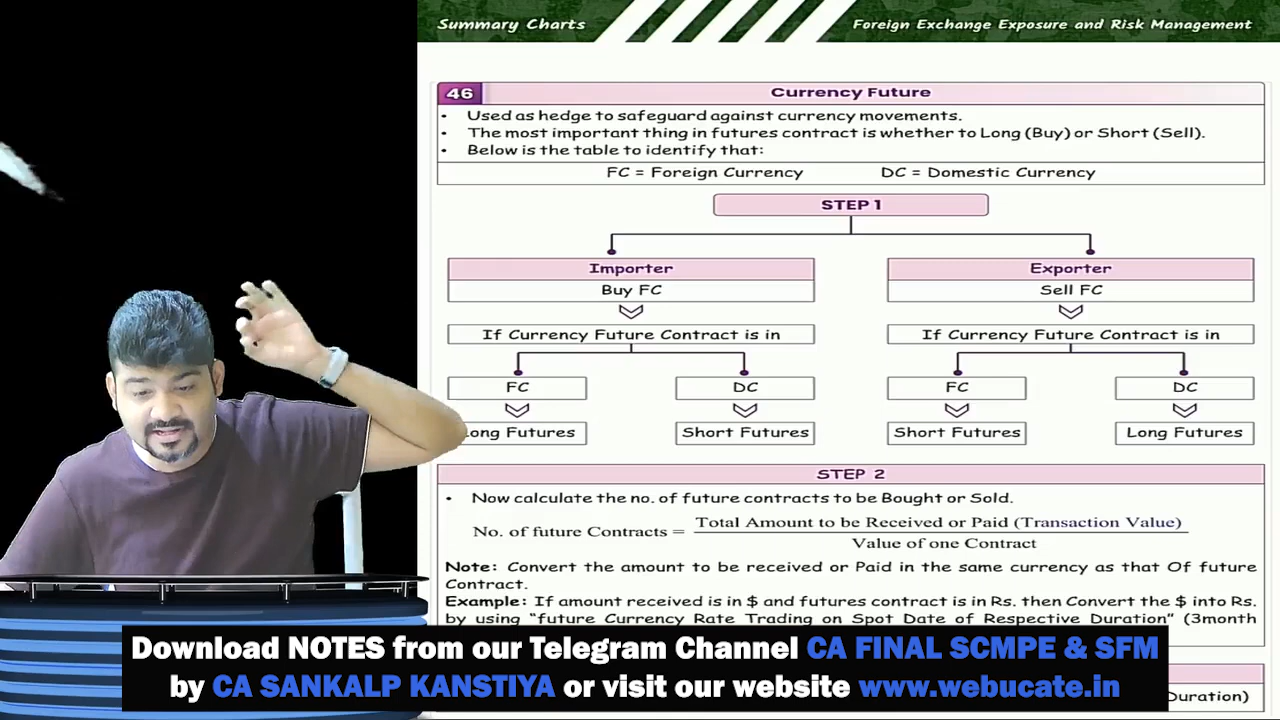 Summary Charts
Foreign Exchange Exposure and Risk Management
46
Currency Future
• Used as hedge to safeguard against currency movements.
• The most important thing in futures contract is whether to Long (Buy) or Short (Sell).
• Below is the table to identify that:
FC = Foreign Currency DC = Domestic Currency
STEP 1
Importer
Buy FC
If Currency Future Contract is in
FC
DC
ong Futures
Short Futures
Exporter
Sell FC
If Currency Future Contract is in
FC
DC
Short Futures
Long Futures
STEP 2
• Now calculate the no. of future contracts to be Bought or Sold.
No. of future Contracts = Total Amount to be Received or Paid (Transaction Value)
Value of one Contract
Note: Convert the amount to be received or Paid in the same currency as that Of future
Contract.
Example: If amount received is in $ and futures contract is in Rs. then Convert the $ into Rs.
by using "future Currency Rate Trading on Spot Date of Respective Duration" (3month
Duration)
Download NOTES from our Telegram Channel CA FINAL SCMPE & SFM
by CA SANKALP KANSTIYA or visit our website www.webucate.in